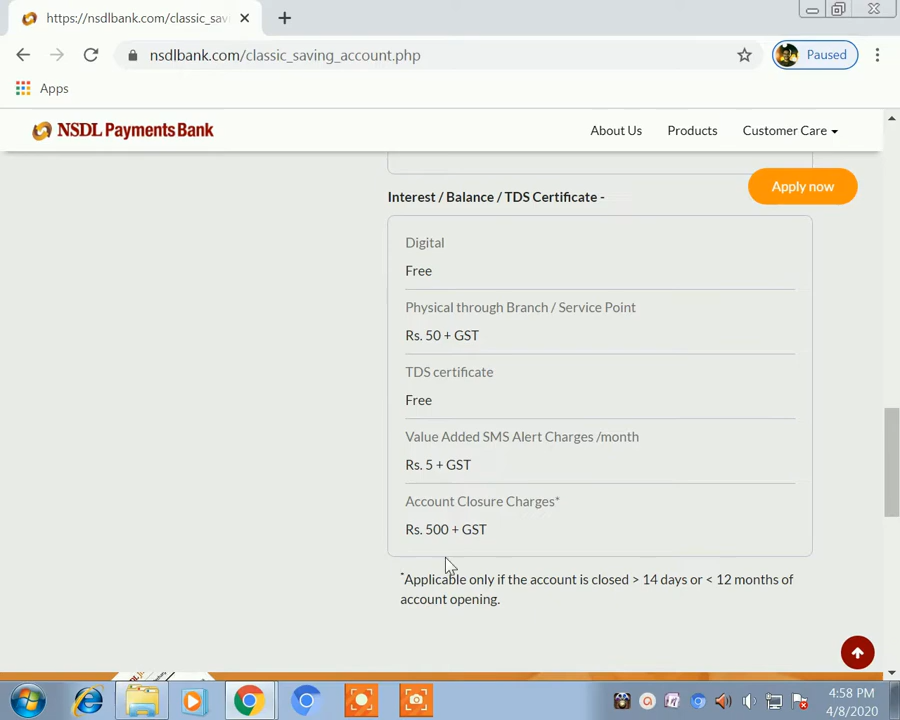 https://nsdlbank.com/classic_savi
nsdlbank.com/classic_saving_account.php
Paused
Apps
NSDL Payments Bank
About Us
Products
Customer Care
Apply now
Interest / Balance / TDS Certificate -
Digital
Free
Physical through Branch / Service Point
Rs. 50 + GST
TDS certificate
Free
Value Added SMS Alert Charges /month
Rs. 5 + GST
Account Closure Charges*
Rs. 500 + GST
*Applicable only if the account is closed > 14 days or < 12 months of
account opening.
4:58 PM
4/8/2020